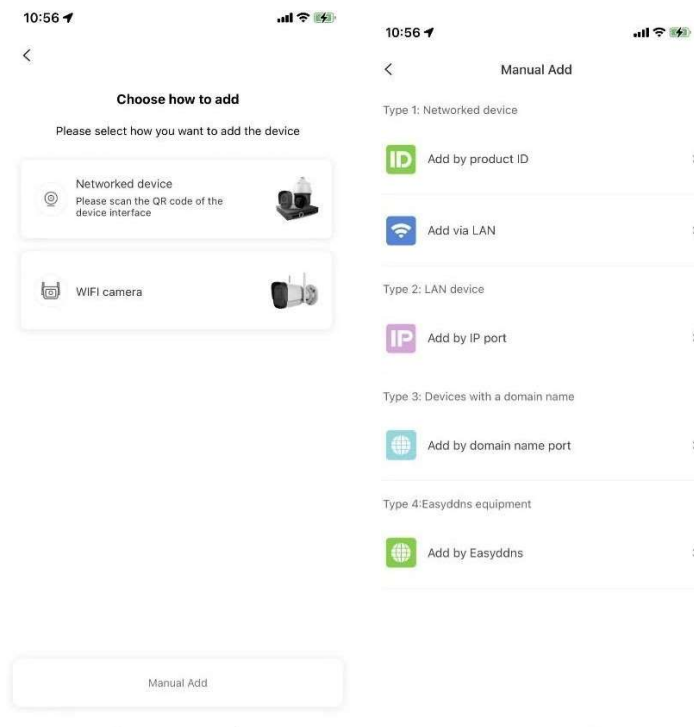 10:56
Choose how to add
Please select how you want to add the device
Networked device
Please scan the QR code of the
device interface
WIFI camera
Manual Add
10:56
Manual Add
Type 1: Networked device
ID
Add by product ID
Add via LAN
Type 2: LAN device
IP
Add by IP port
Type 3: Devices with a domain name
Add by domain name port
Type 4:Easyddns equipment
Add by Easyddns